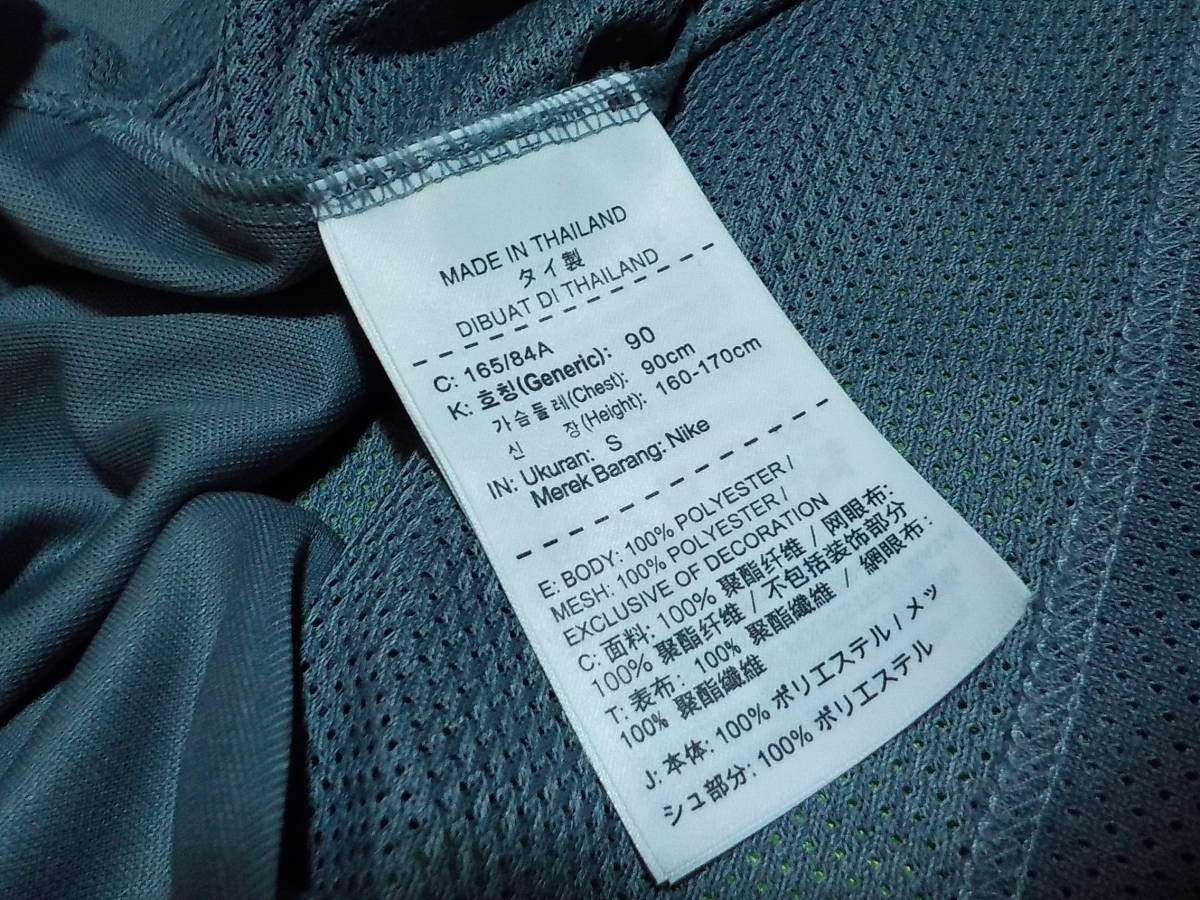 MADE IN THAILAND
タイ製
DIBUAT DI THAILAND
C: 165/84A
K: 호칭(Generic): 90
가슴둘레(Chest): 90cm
신 장(Height): 160-170cm
IN: Ukuran: S
Merek Barang: Nike
E: BODY: 100% POLYESTER /
MESH: 100% POLYESTER /
EXCLUSIVE OF DECORATION
C: 面料: 100% 聚酯纤维 / 网眼布:
100% 聚酯纤维 / 不包括装饰部分
T: 表布: 100% 聚酯纖維 / 網眼布:
100% 聚酯纖維
J: 本体: 100% ポリエステル / メッ
シュ部分: 100% ポリエステル